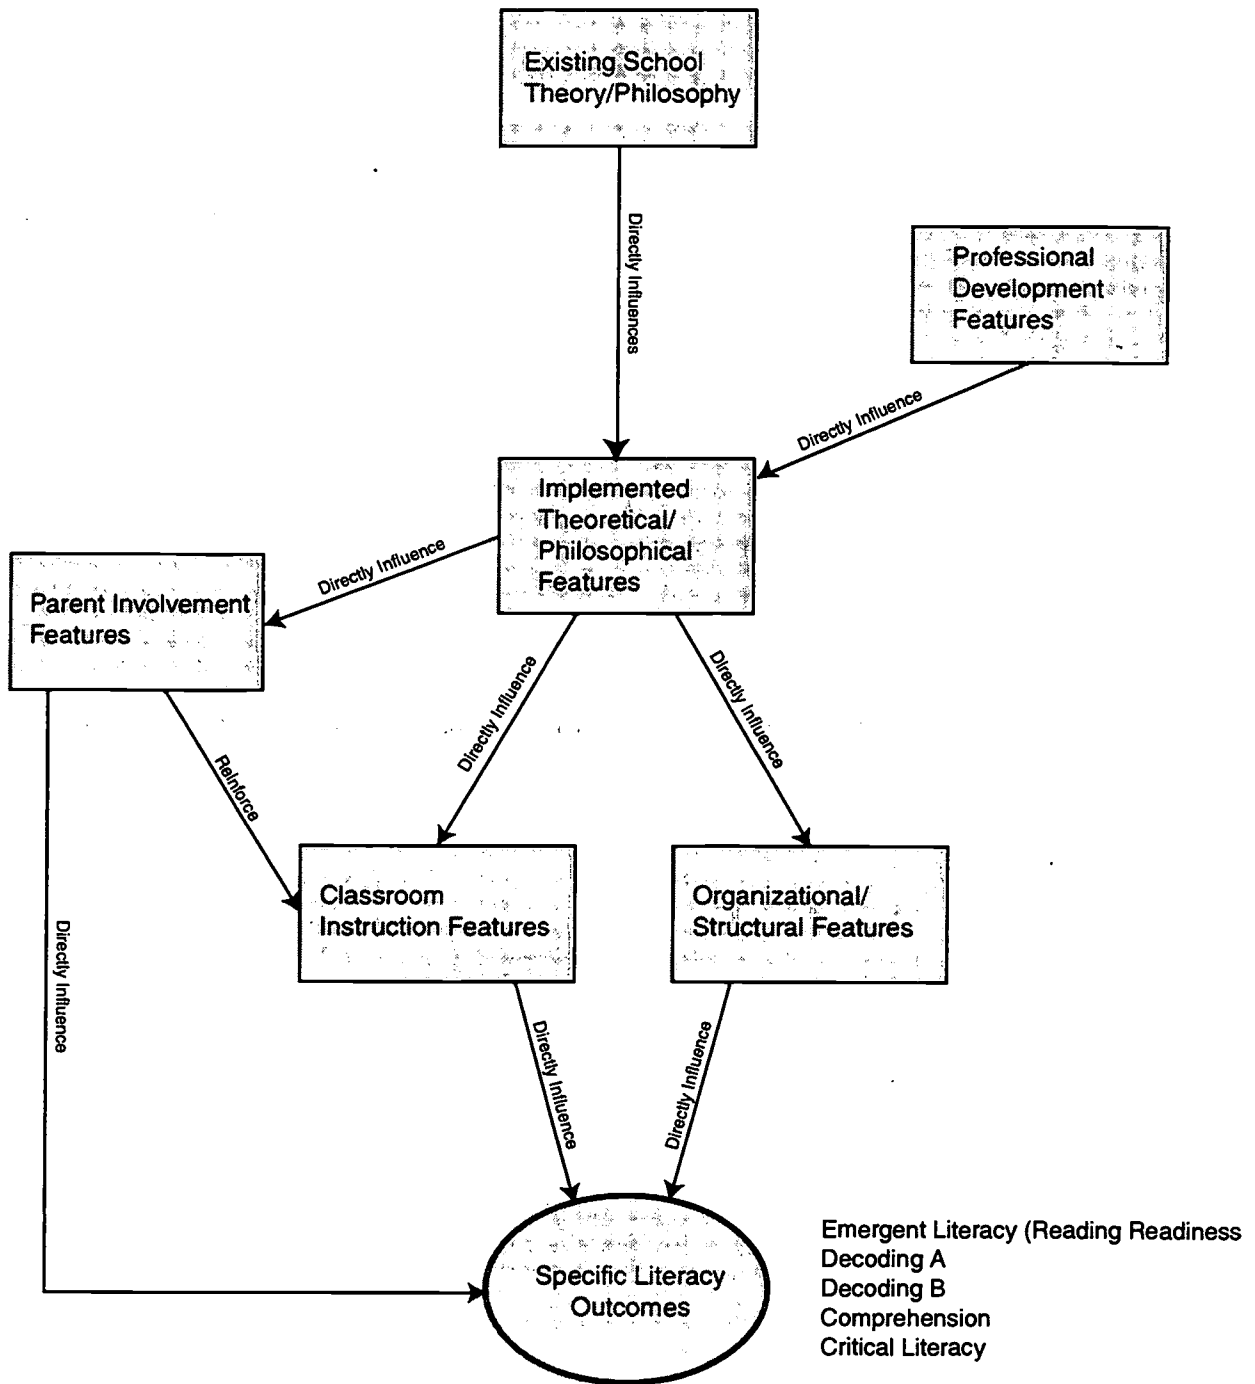 Existing School
Theory/Philosophy
Directly Influences
Professional
Development
Features
Directly Influence
Implemented
Theoretical/
Philosophical
Features
Directly Influence
Parent Involvement
Features
Directly Influence
Directly Influence
Reinforce
Classroom
Instruction Features
Organizational/
Structural Features
Directly Influence
Directly Influence
Directly Influence
Specific Literacy
Outcomes
Emergent Literacy (Reading Readiness
Decoding A
Decoding B
Comprehension
Critical Literacy